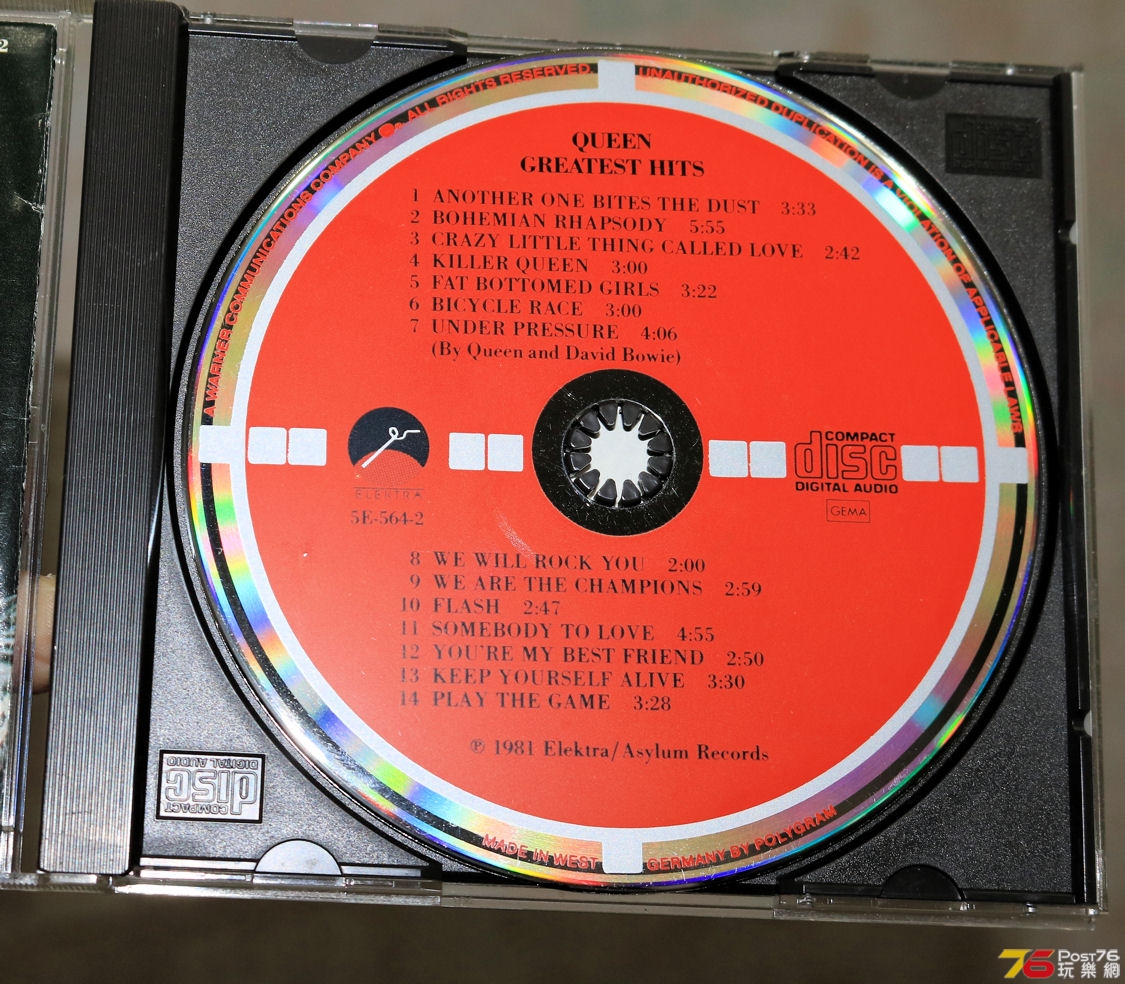 A WARNER COMMUNICATIONS COMPANY. ALL RIGHTS RESERVED.
UNAUTHORIZED DUPLICATION IS A VIOLATION OF APPLICABLE LAWS
QUEEN
GREATEST HITS
1 ANOTHER ONE BITES THE DUST 3:33
2 BOHEMIAN RHAPSODY 5:55
3 CRAZY LITTLE THING CALLED LOVE 2:42
4 KILLER QUEEN 3:00
5 FAT BOTTOMED GIRLS 3:22
6 BICYCLE RACE 3:00
7 UNDER PRESSURE 4:06
(By Queen and David Bowie)
ELEKTRA
5E-564-2
COMPACT
disc
DIGITAL AUDIO
GEMA
8 WE WILL ROCK YOU 2:00
9 WE ARE THE CHAMPIONS 2:59
10 FLASH 2:47
11 SOMEBODY TO LOVE 4:55
12 YOU'RE MY BEST FRIEND 2:50
13 KEEP YOURSELF ALIVE 3:30
14 PLAY THE GAME 3:28
℗ 1981 Elektra/Asylum Records
MADE IN WEST GERMANY BY POLYGRAM
COMPACT
disc
DIGITAL AUDIO
2
76 Post76
玩樂網